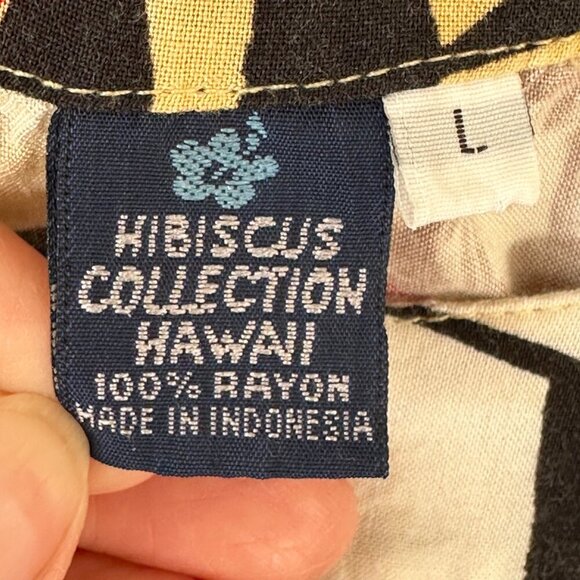 HIBISCUS
COLLECTION
HAWAII
100% RAYON
MADE IN INDONESIA
L